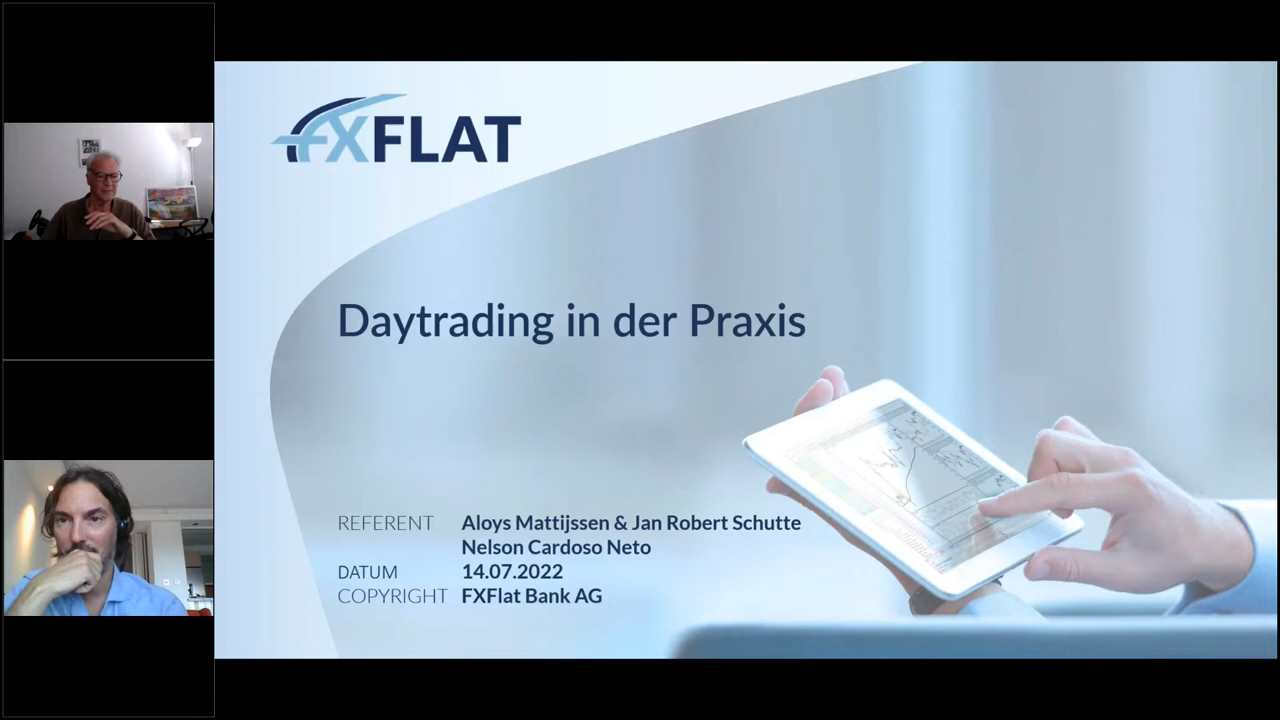 FXFLAT
Daytrading in der Praxis
REFERENT Aloys Mattijssen & Jan Robert Schutte
Nelson Cardoso Neto
DATUM 14.07.2022
COPYRIGHT FXFlat Bank AG